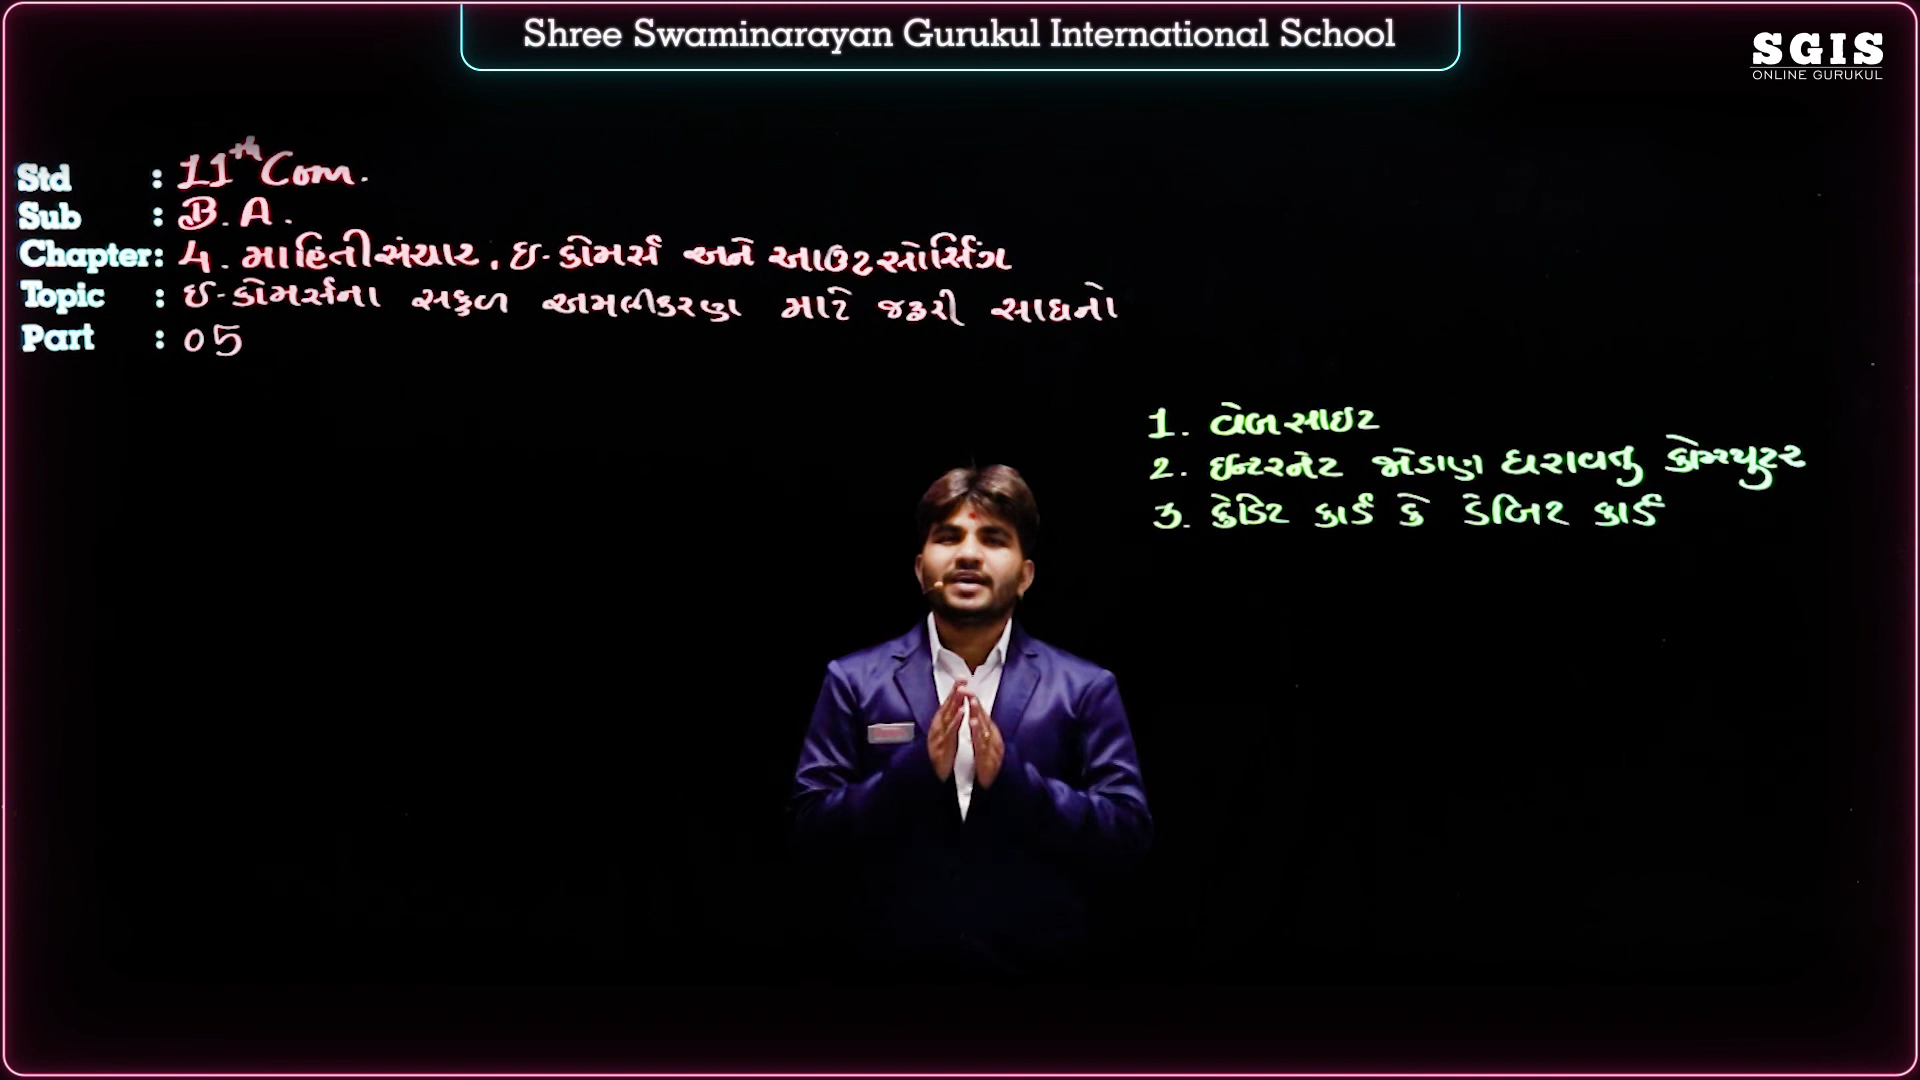 Shree Swaminarayan Gurukul International School
SGIS
ONLINE GURUKUL
Std : 11th Com.
Sub : B. A.
Chapter: 4. માહિતીસંચાર, ઇ-કોમર્સ અને આઉટસોર્સિંગ
Topic : ઈ-કોમર્સના સફળ અમલીકરણ માટે જરૂરી સાધનો
Part : 05
1. વેબસાઇટ
2. ઈન્ટરનેટ જોડાણ ધરાવતુ કોમ્પ્યુટર
3. ક્રેડિટ કાર્ડ કે ડેબિટ કાર્ડ